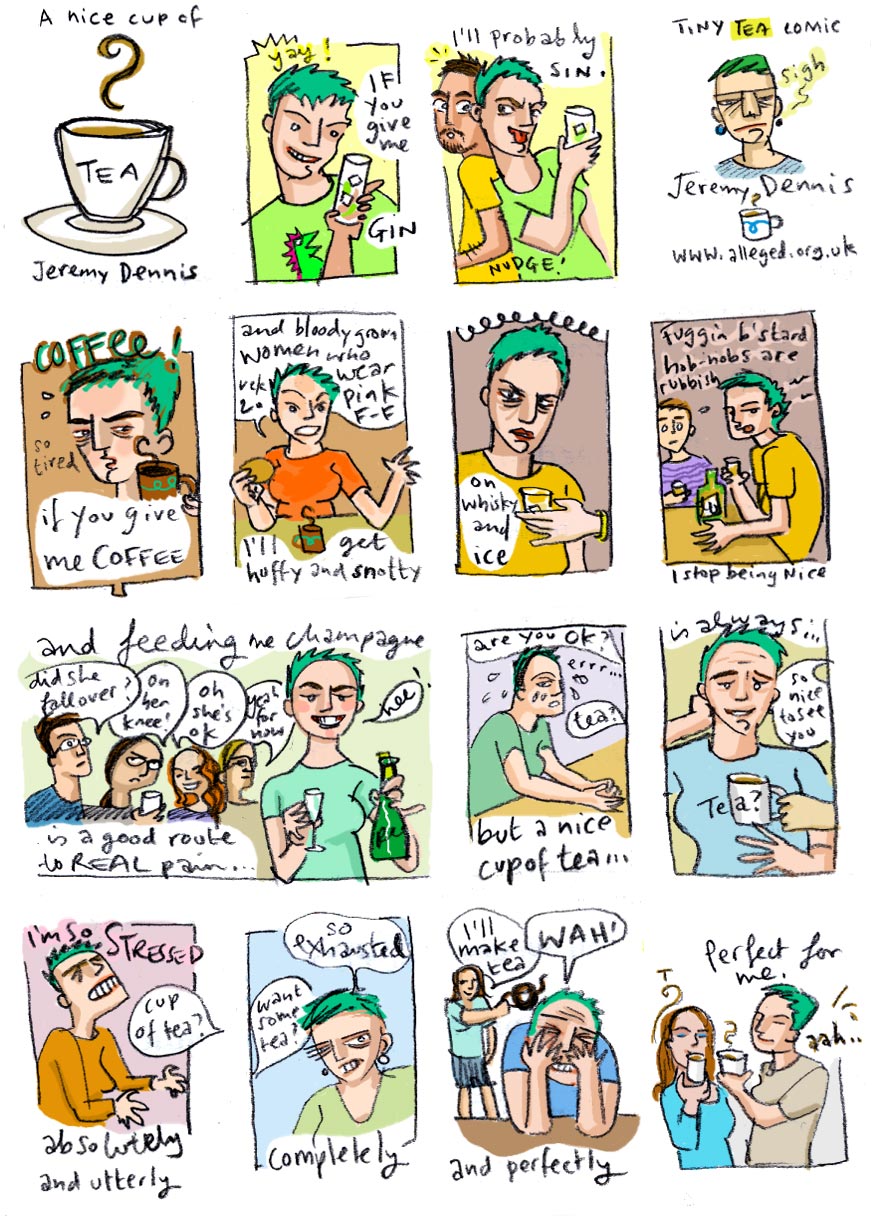 A nice cup of
TEA
Jeremy Dennis
yay!
IF
you
give
me
GIN
I'll probably
SIN.
NUDGE!
TINY TEA COMIC
sigh
Jeremy Dennis
www.alleged.org.uk
COFFEE!
so
tired
if you give
me COFFEE
and bloody grown
women who
wear
pink
F-F
I'll get
huffy and snotty
on
whisky
and
ice
Fuggin b'stard
hob-nobs are
rubbish
I stop being Nice
and feeding me champagne
did she
fall over?
on
her
knee!
oh
she's
ok
yeah
for
now
hee!
is a good route
to REAL pain...
are you OK?
errr...
tea?
but a nice
cup of tea...
is always...
so
nice
to see
you
Tea?
I'm so STRESSED
cup
of tea?
absolutely
and utterly
so
exhausted
want
some
tea?
completely
I'll
make
tea
WAH!
and perfectly
Perfect for
me.
aah..